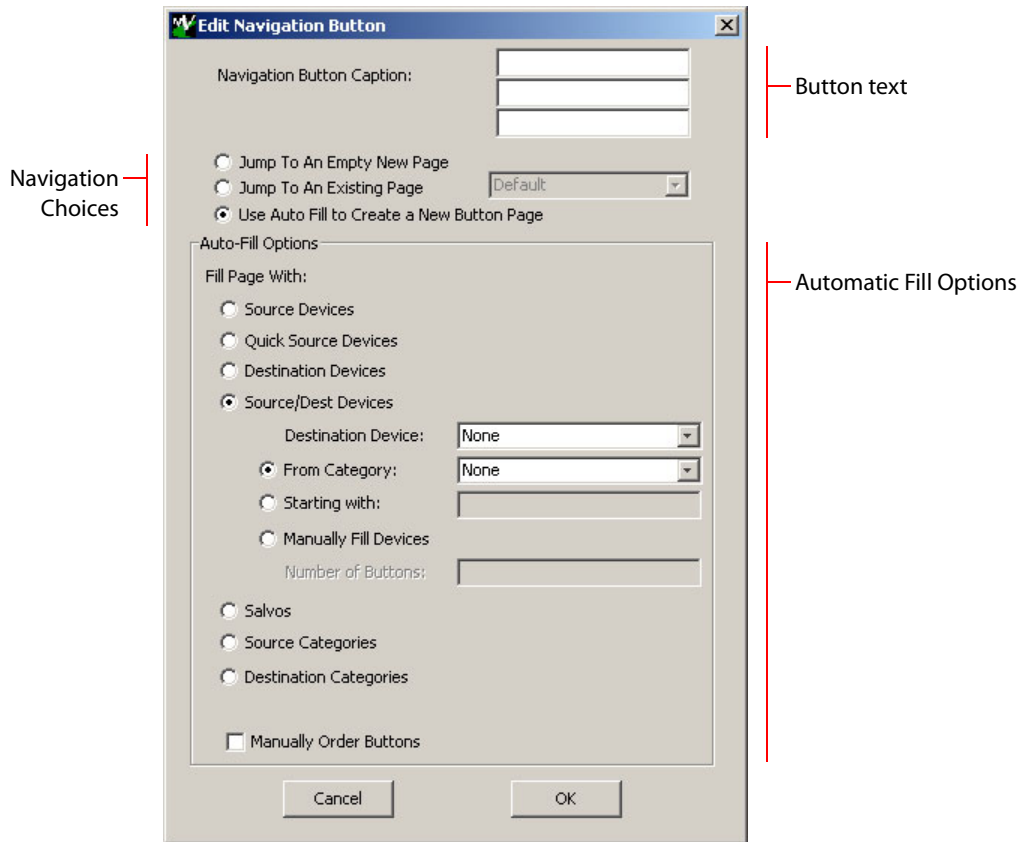 Edit Navigation Button
Navigation Button Caption:
Button text
Navigation
Choices
Jump To An Empty New Page
Jump To An Existing Page
Default
Use Auto Fill to Create a New Button Page
Auto-Fill Options
Automatic Fill Options
Fill Page With:
Source Devices
Quick Source Devices
Destination Devices
Source/Dest Devices
Destination Device:
None
From Category:
None
Starting with:
Manually Fill Devices
Number of Buttons:
Salvos
Source Categories
Destination Categories
Manually Order Buttons
Cancel
OK